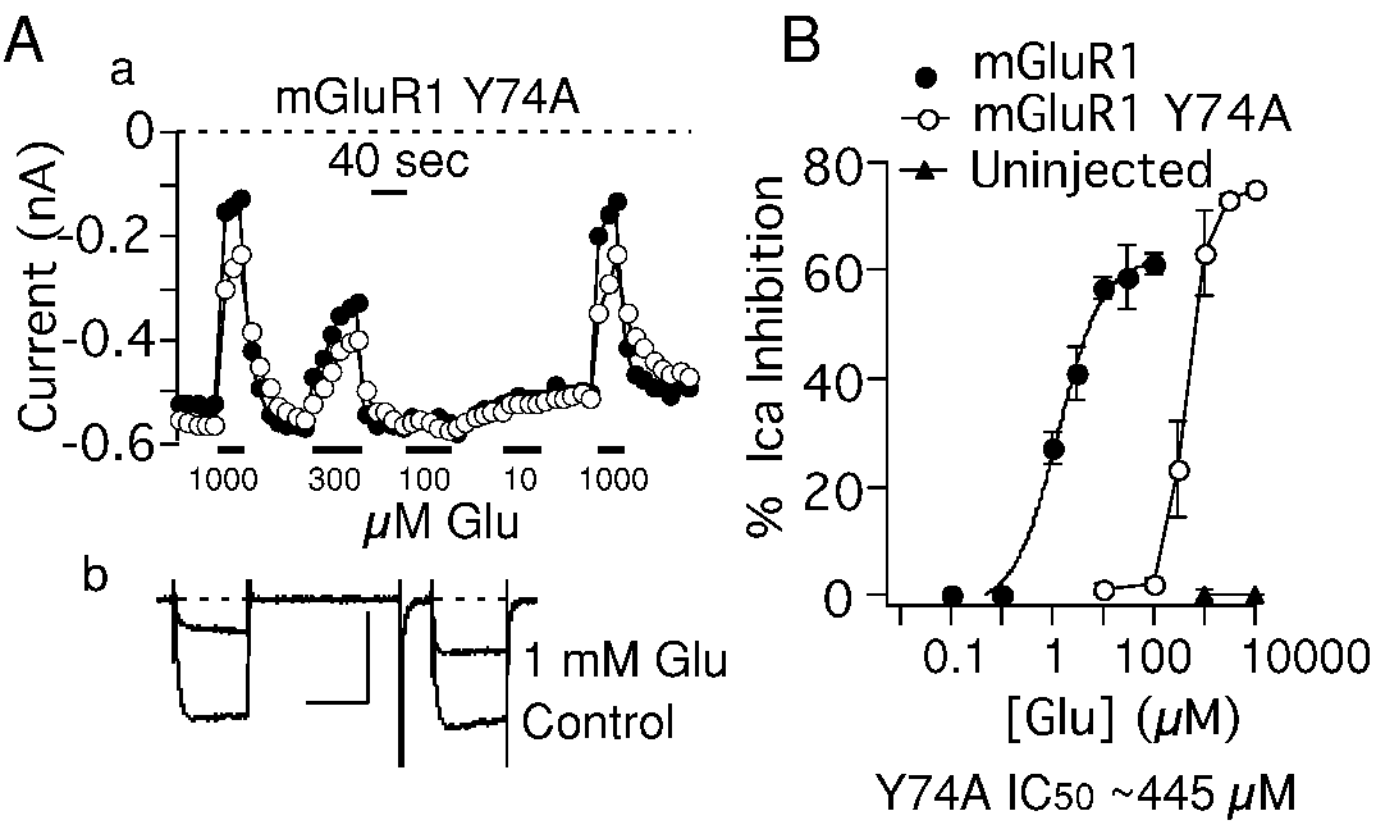 A
a
mGluR1 Y74A
0
40 sec
-0.2
-0.4
-0.6
Current (nA)
1000 300 100 10 1000
µM Glu
b
1 mM Glu
Control
B
mGluR1
mGluR1 Y74A
Uninjected
80
60
40
20
0
% Ica Inhibition
0.1 1 100 10000
[Glu] (µM)
Y74A IC50 ~445 µM